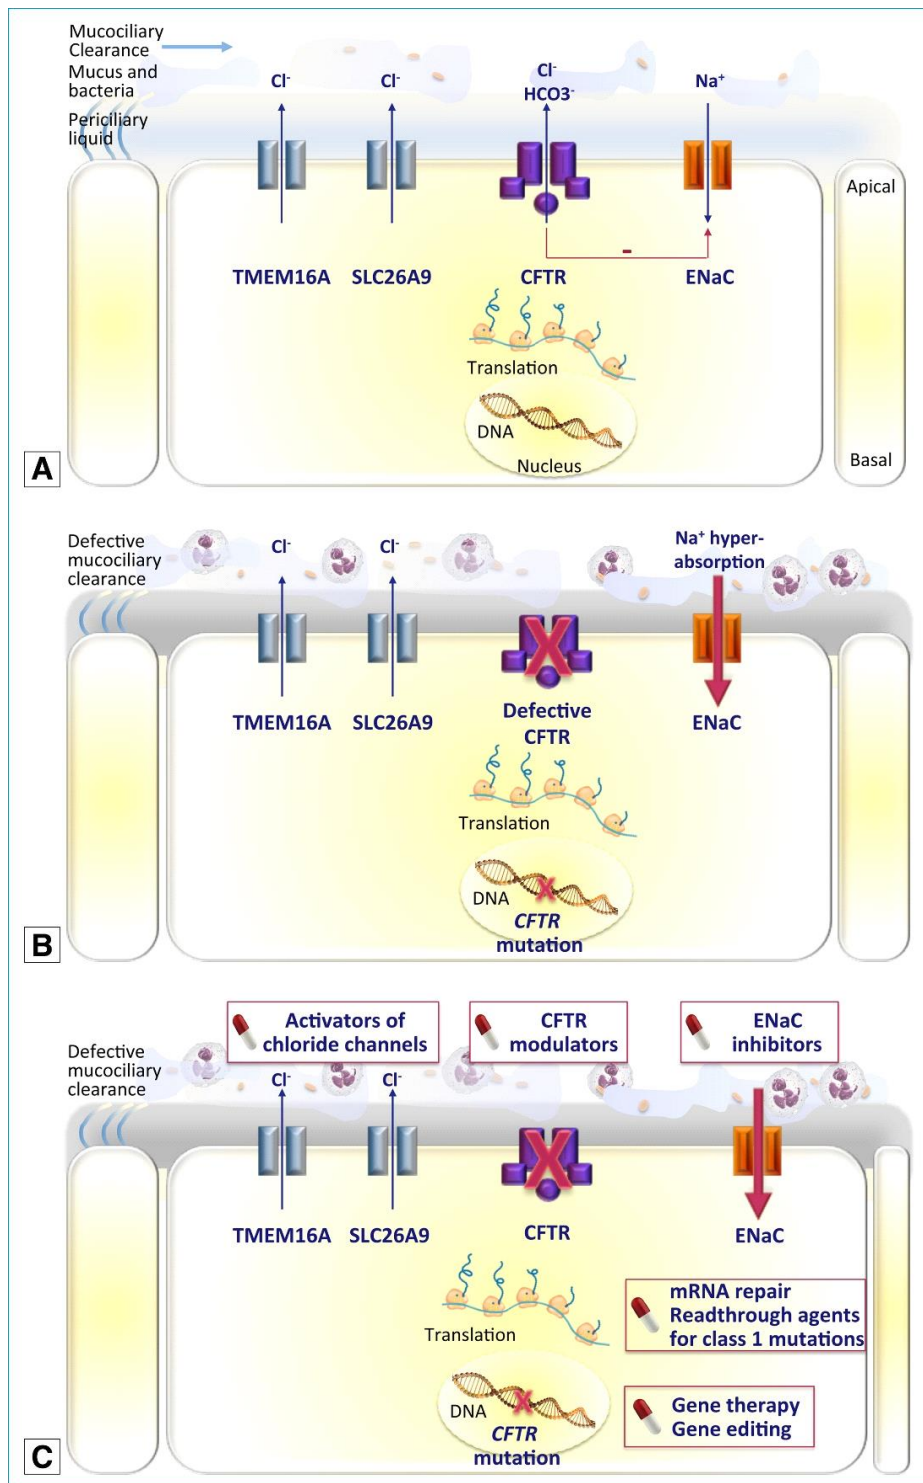 Mucociliary
Clearance
Mucus and
bacteria
Periciliary
liquid
Cl-
Cl-
Cl-
HCO3-
Na+
Apical
TMEM16A
SLC26A9
CFTR
-
ENaC
Translation
DNA
Nucleus
Basal
A
Defective
mucociliary
clearance
Cl-
Cl-
Na+ hyper-
absorption
TMEM16A
SLC26A9
Defective
CFTR
ENaC
Translation
DNA
CFTR
mutation
B
Activators of
chloride channels
CFTR
modulators
ENaC
inhibitors
Defective
mucociliary
clearance
Cl-
Cl-
TMEM16A
SLC26A9
CFTR
ENaC
mRNA repair
Readthrough agents
for class 1 mutations
Translation
DNA
CFTR
mutation
Gene therapy
Gene editing
C